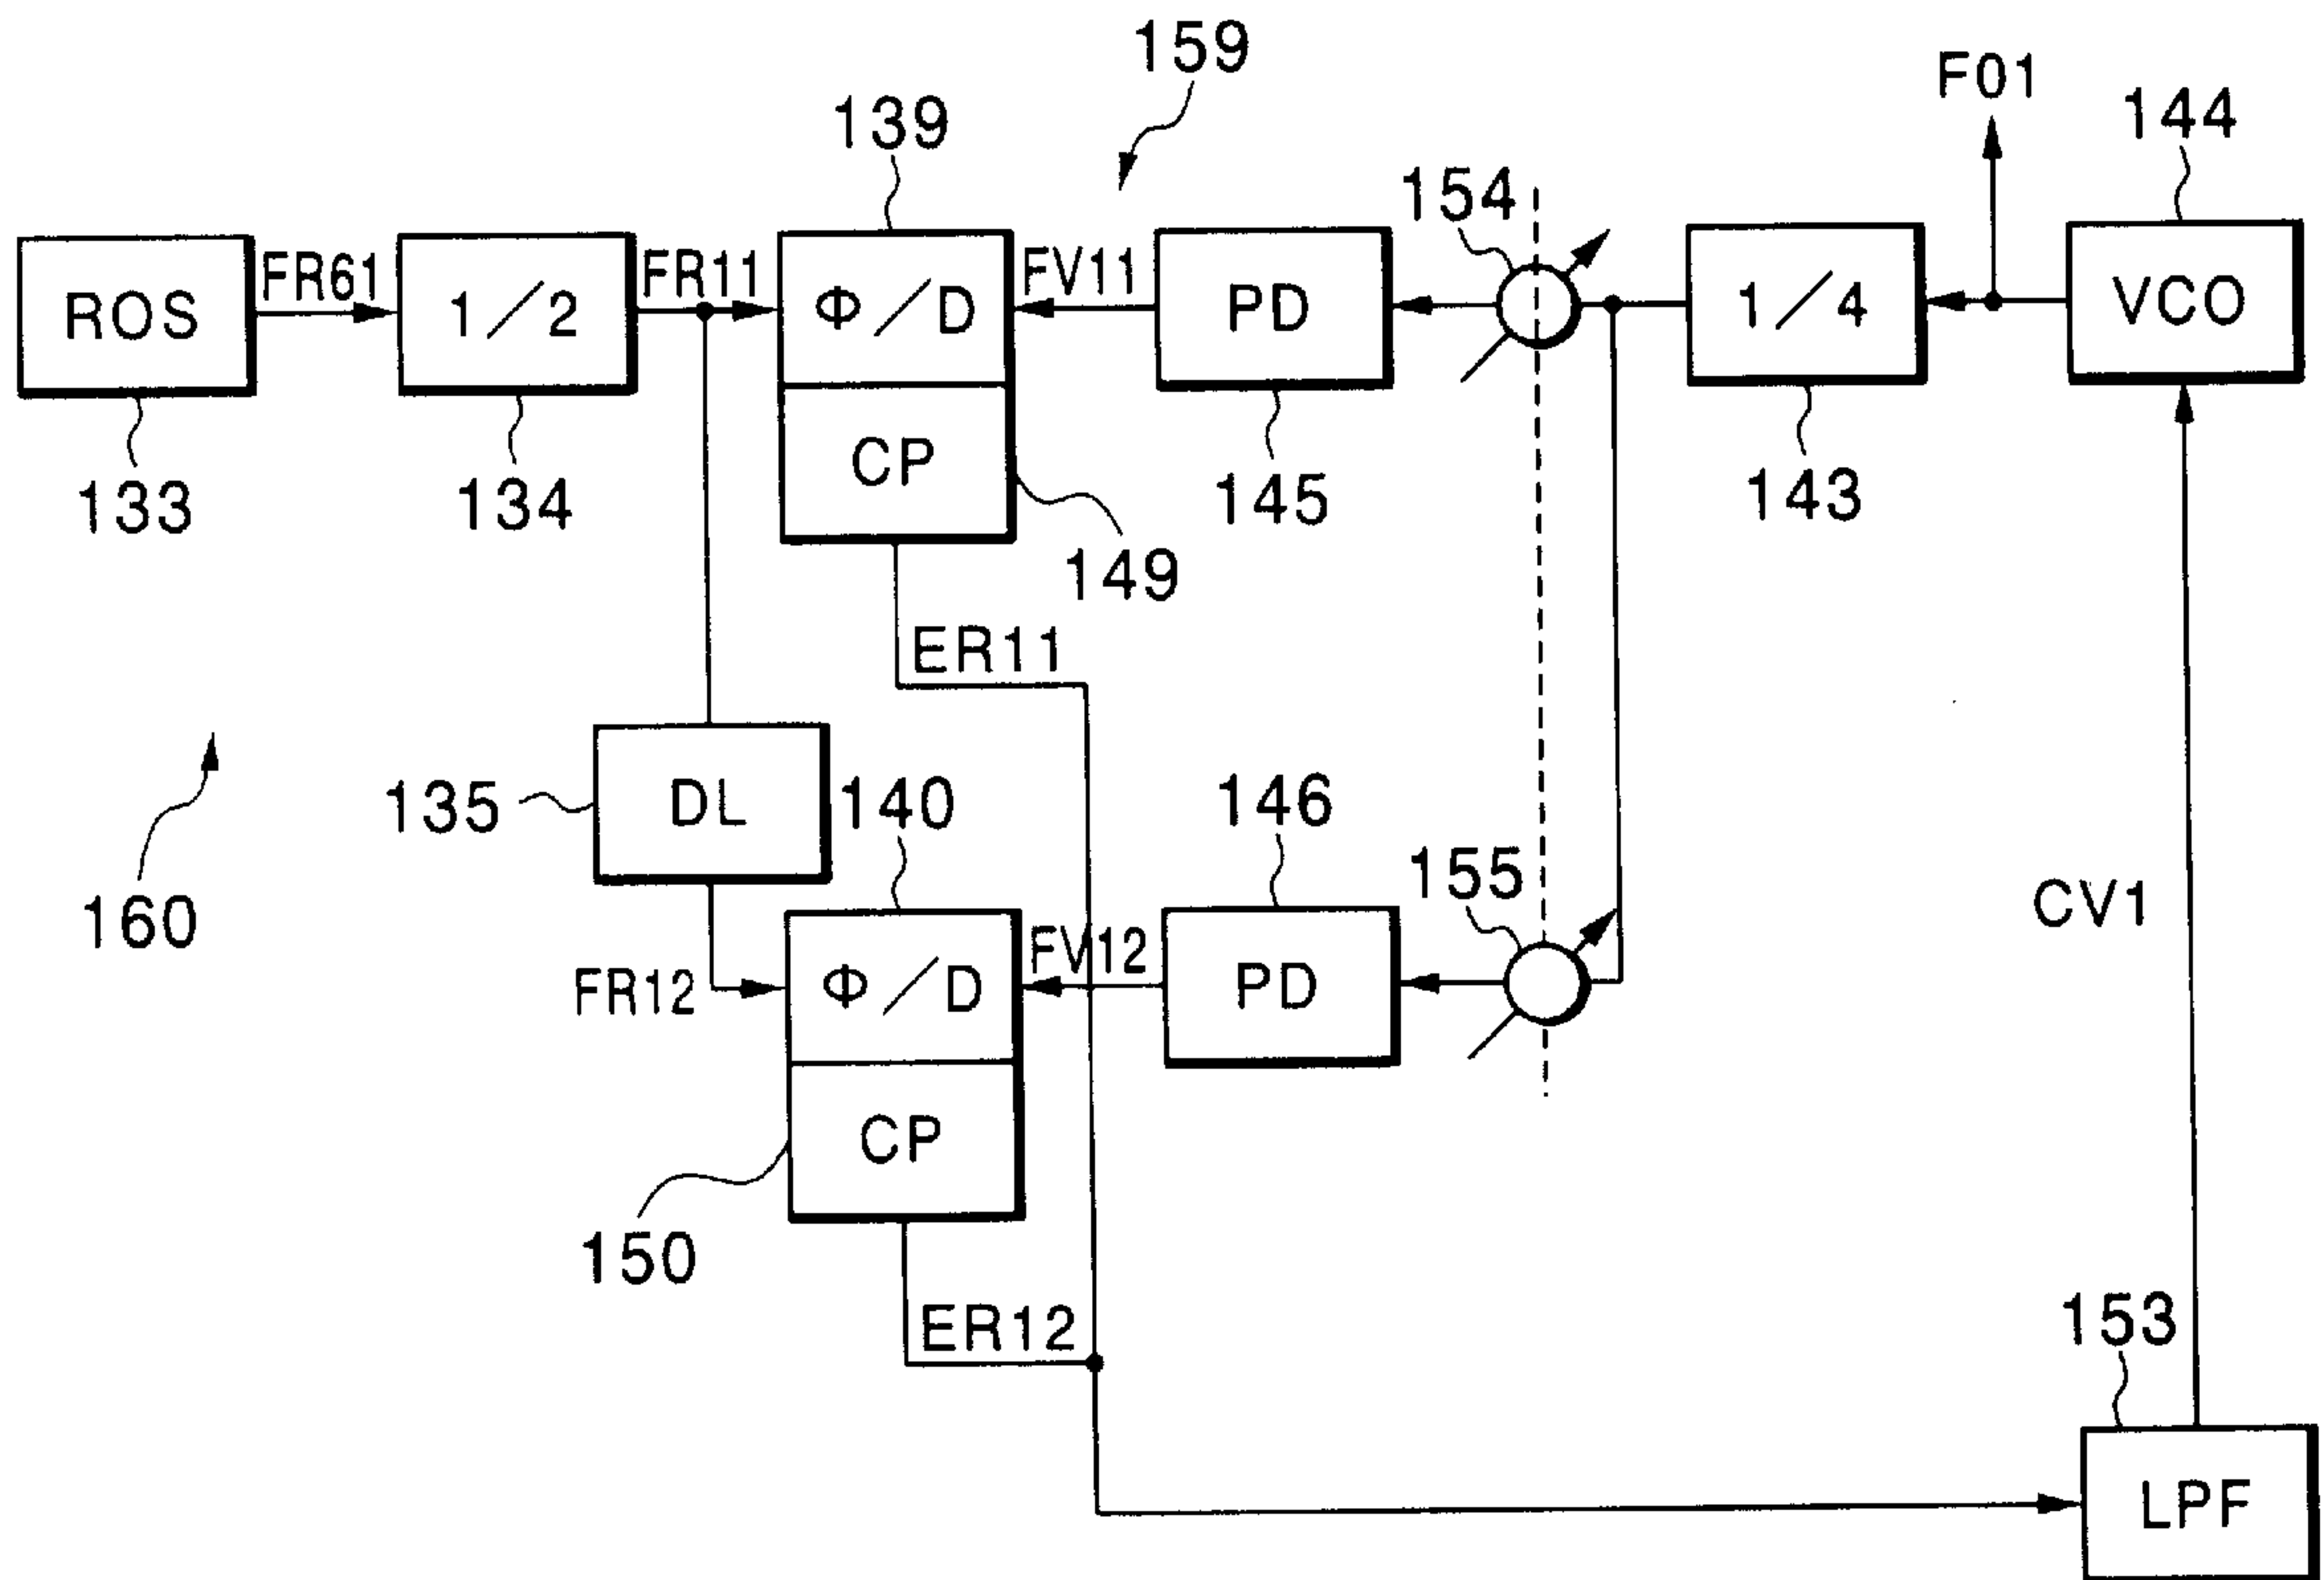 159
F01
144
139
154
ROS
FR61
1/2
FR11
Φ/D
FV11
PD
1/4
VCO
CP
133
134
145
143
149
ER11
135
DL
140
146
155
160
CV1
FR12
Φ/D
FV12
PD
CP
150
ER12
153
LPF